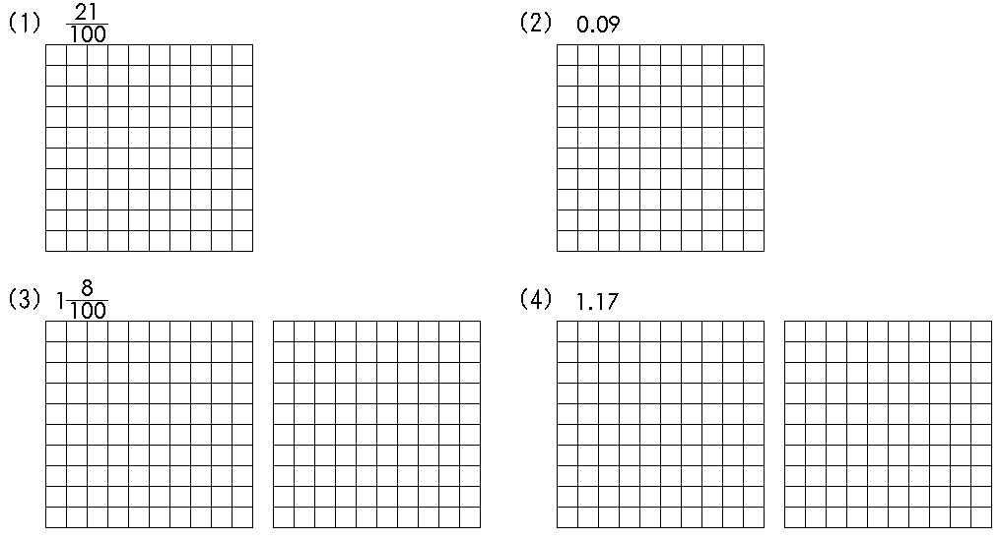 (1) 21/100
(2) 0.09
(3) 1 8/100
(4) 1.17